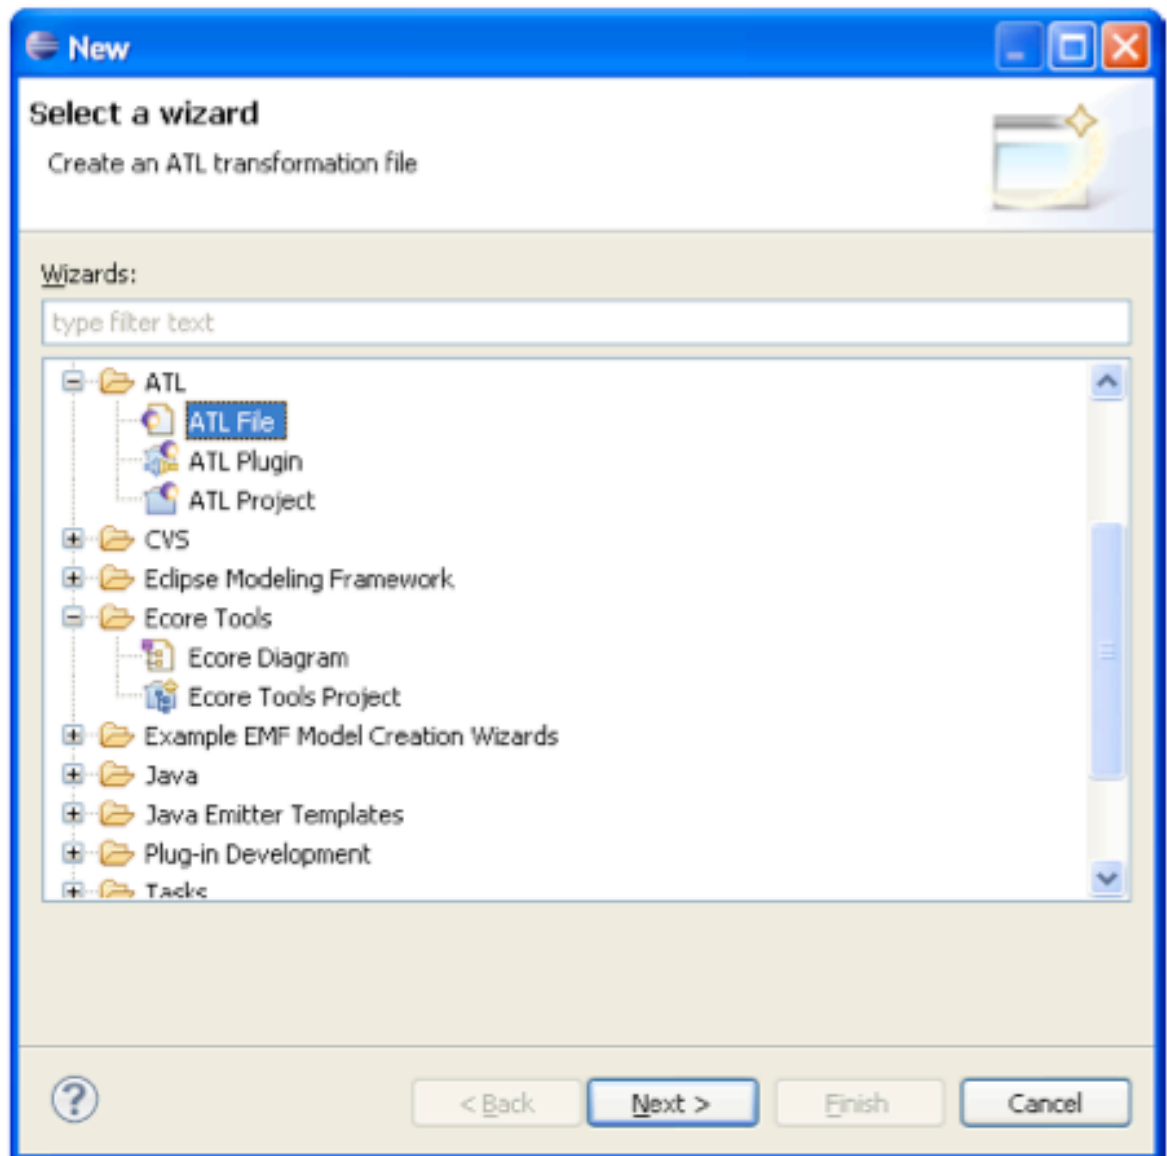 New
Select a wizard
Create an ATL transformation file
Wizards:
type filter text
ATL
ATL File
ATL Plugin
ATL Project
CVS
Eclipse Modeling Framework
Ecore Tools
Ecore Diagram
Ecore Tools Project
Example EMF Model Creation Wizards
Java
Java Emitter Templates
Plug-in Development
Tasks
? < Back Next > Finish Cancel